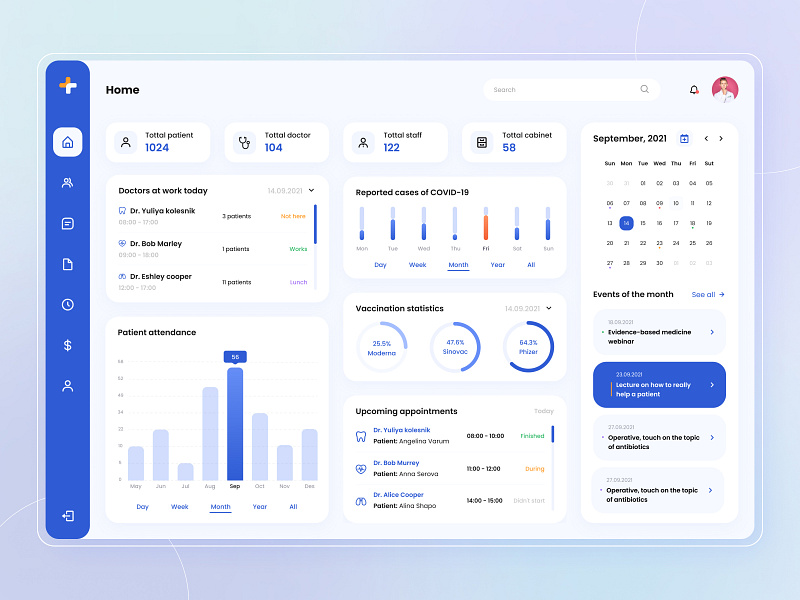 Home
Search
Tottal patient
1024
Tottal doctor
104
Tottal staff
122
Tottal cabinet
58
Doctors at work today
14.09.2021
Dr. Yuliya kolesnik
08:00 - 17:00
3 patients
Not here
Dr. Bob Marley
09:00 - 18:00
1 patients
Works
Dr. Eshley cooper
12:00 - 17:00
11 patients
Lunch
Patient attendance
56
May Jun Jul Aug Sep Oct Nov Des
Day Week Month Year All
Reported cases of COVID-19
Mon Tue Wed Thu Fri Sat Sun
Day Week Month Year All
Vaccination statistics
14.09.2021
25.5%
Moderna
47,6%
Sinovac
64,3%
Phizer
Upcoming appointments
Today
Dr. Yuliya kolesnik
Patient: Angelina Varum
08:00 - 10:00
Finished
Dr. Bob Murrey
Patient: Anna Serova
11:00 - 12:00
During
Dr. Alice Cooper
Patient: Alina Shapo
14:00 - 15:00
Didn't start
September, 2021
Sun Mon Tue Wed Thu Fri Sut
30 31 01 02 03 04 05
06 07 08 09 10 11 12
13 14 15 16 17 18 19
20 21 22 23 24 25 26
27 28 29 30 01 02 03
Events of the month
See all
10.09.2021
Evidence-based medicine
webinar
23.09.2021
Lecture on how to really
help a patient
27.09.2021
Operative, touch on the topic
of antibiotics
27.09.2021
Operative, touch on the topic
of antibiotics